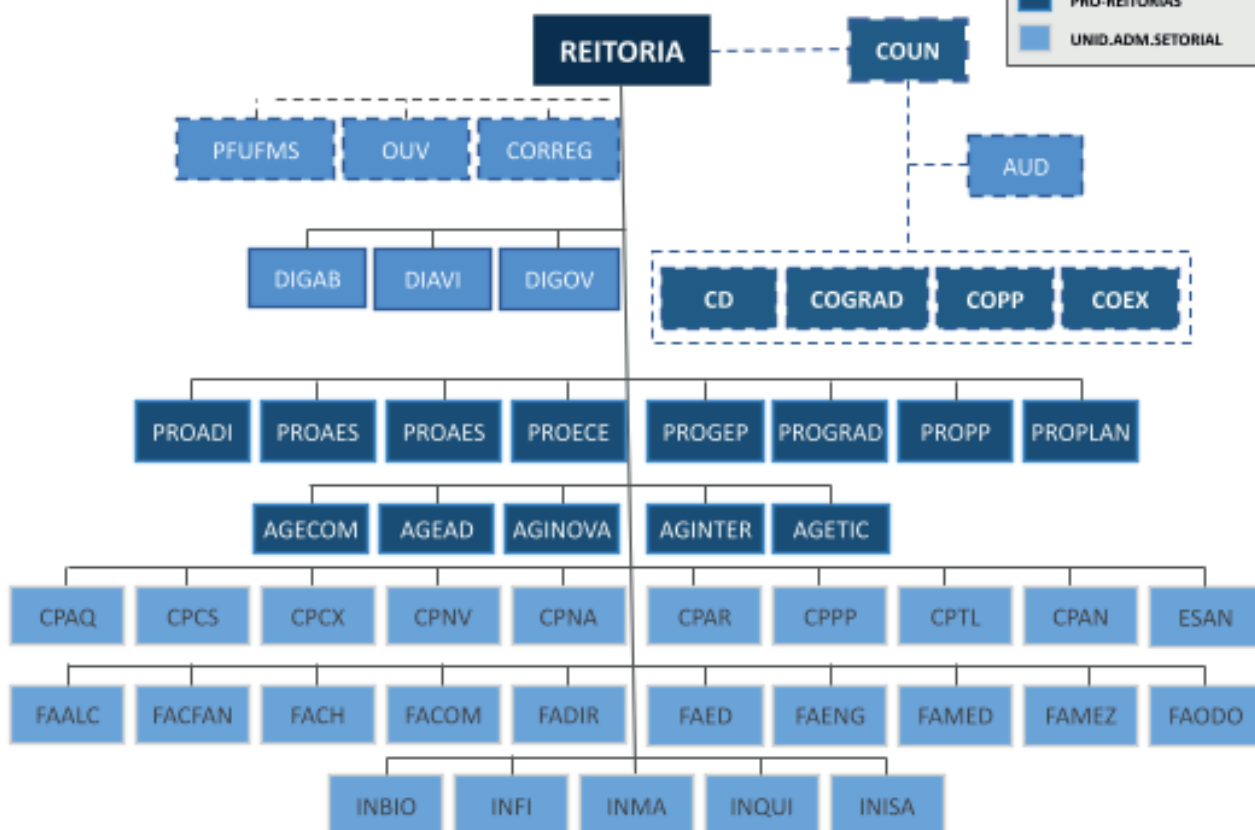 PRÓ-REITORIAS
UNID.ADM.SETORIAL
REITORIA
COUN
PFUFMS OUV CORREG
AUD
DIGAB DIAVI DIGOV
CD COGRAD COPP COEX
PROADI PROAES PROAES PROECE PROGEP PROGRAD PROPP PROPLAN
AGECOM AGEAD AGINOVA AGINTER AGETIC
CPAQ CPCS CPCX CPNV CPNA CPAR CPPP CPTL CPAN ESAN
FAALC FACFAN FACH FACOM FADIR FAED FAENG FAMED FAMEZ FAODO
INBIO INFI INMA INQUI INISA